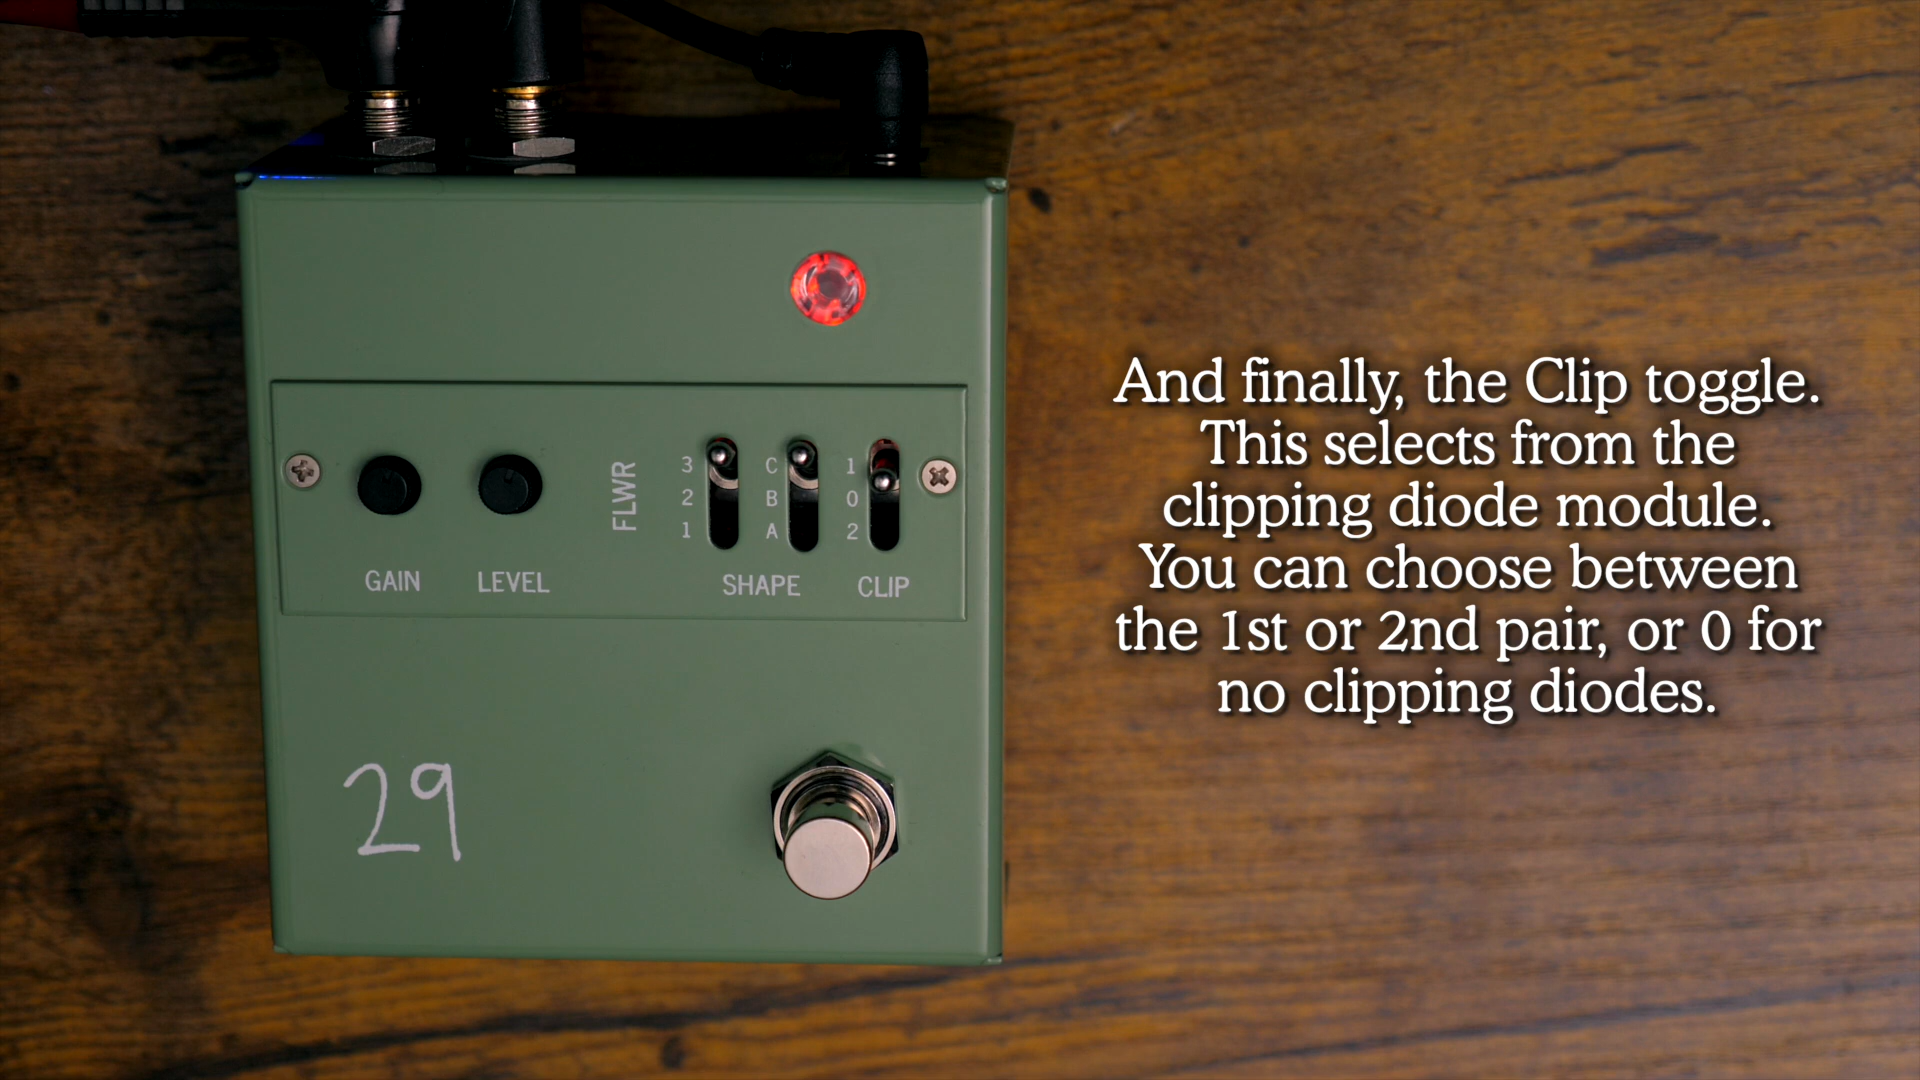 3 C 1
FLWR 2 B 0
1 A 2
GAIN LEVEL SHAPE CLIP
29
And finally, the Clip toggle.
This selects from the
clipping diode module.
You can choose between
the 1st or 2nd pair, or 0 for
no clipping diodes.